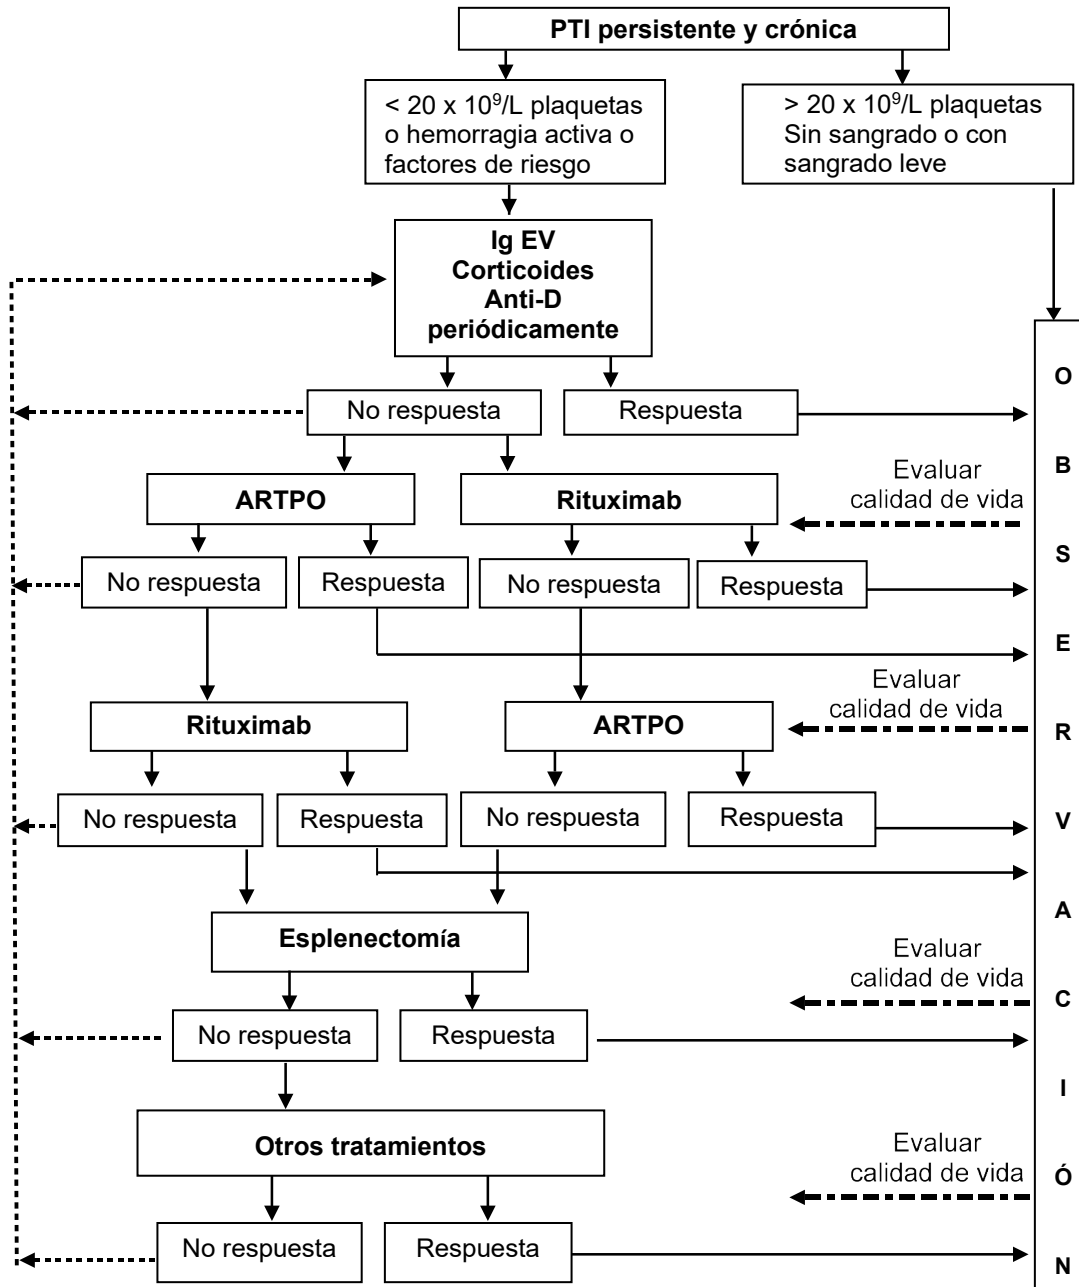 PTI persistente y crónica
< 20 x 10⁹/L plaquetas
o hemorragia activa o
factores de riesgo
> 20 x 10⁹/L plaquetas
Sin sangrado o con
sangrado leve
Ig EV
Corticoides
Anti-D
periódicamente
No respuesta
Respuesta
ARTPO
Rituximab
Evaluar
calidad de vida
No respuesta
Respuesta
No respuesta
Respuesta
Rituximab
ARTPO
Evaluar
calidad de vida
No respuesta
Respuesta
No respuesta
Respuesta
Esplenectomía
Evaluar
calidad de vida
No respuesta
Respuesta
Otros tratamientos
Evaluar
calidad de vida
No respuesta
Respuesta
O
B
S
E
R
V
A
C
I
Ó
N